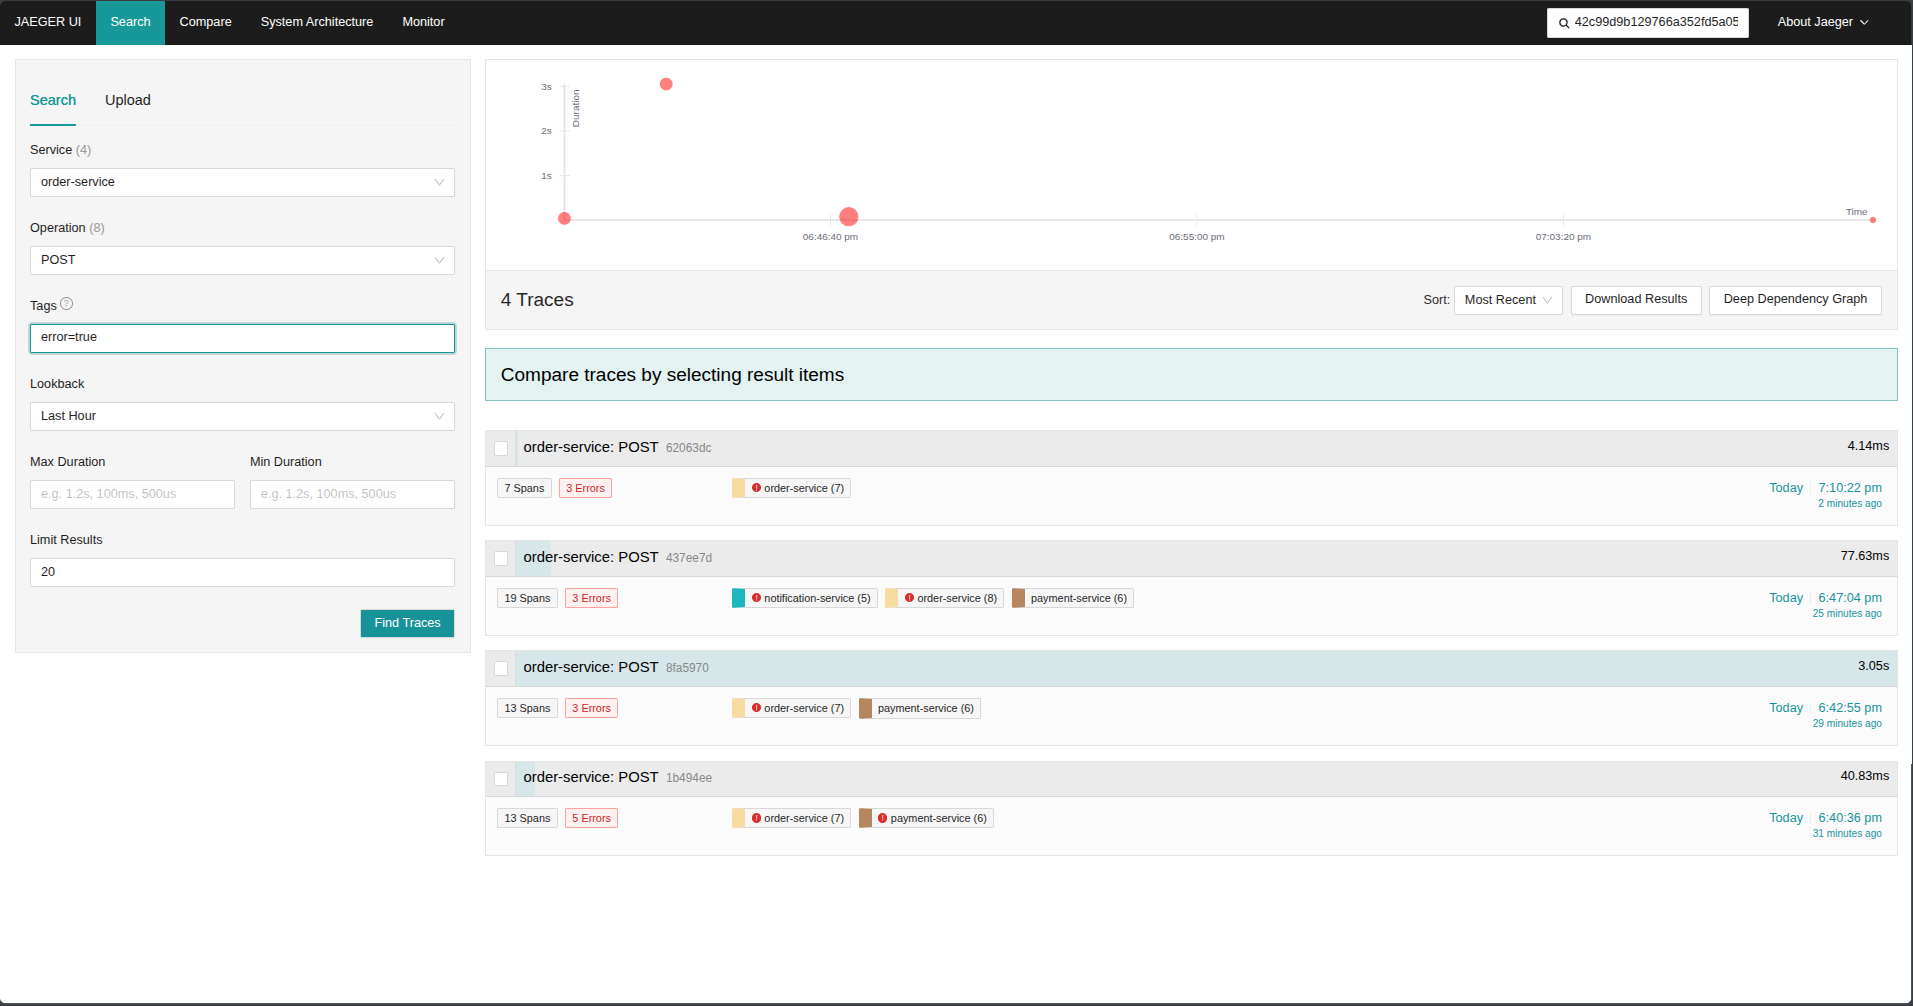 JAEGER UI Search Compare System Architecture Monitor 42c99d9b129766a352fd5a05 About Jaeger
Search Upload
Service (4)
order-service
Operation (8)
POST
Tags ?
error=true
Lookback
Last Hour
Max Duration Min Duration
e.g. 1.2s, 100ms, 500us e.g. 1.2s, 100ms, 500us
Limit Results
20
Find Traces
3s
2s
1s
Duration
Time
06:46:40 pm 06:55:00 pm 07:03:20 pm
4 Traces Sort: Most Recent Download Results Deep Dependency Graph
Compare traces by selecting result items
order-service: POST 62063dc 4.14ms
7 Spans 3 Errors order-service (7) Today 7:10:22 pm
2 minutes ago
order-service: POST 437ee7d 77.63ms
19 Spans 3 Errors notification-service (5) order-service (8) payment-service (6) Today 6:47:04 pm
25 minutes ago
order-service: POST 8fa5970 3.05s
13 Spans 3 Errors order-service (7) payment-service (6) Today 6:42:55 pm
29 minutes ago
order-service: POST 1b494ee 40.83ms
13 Spans 5 Errors order-service (7) payment-service (6) Today 6:40:36 pm
31 minutes ago